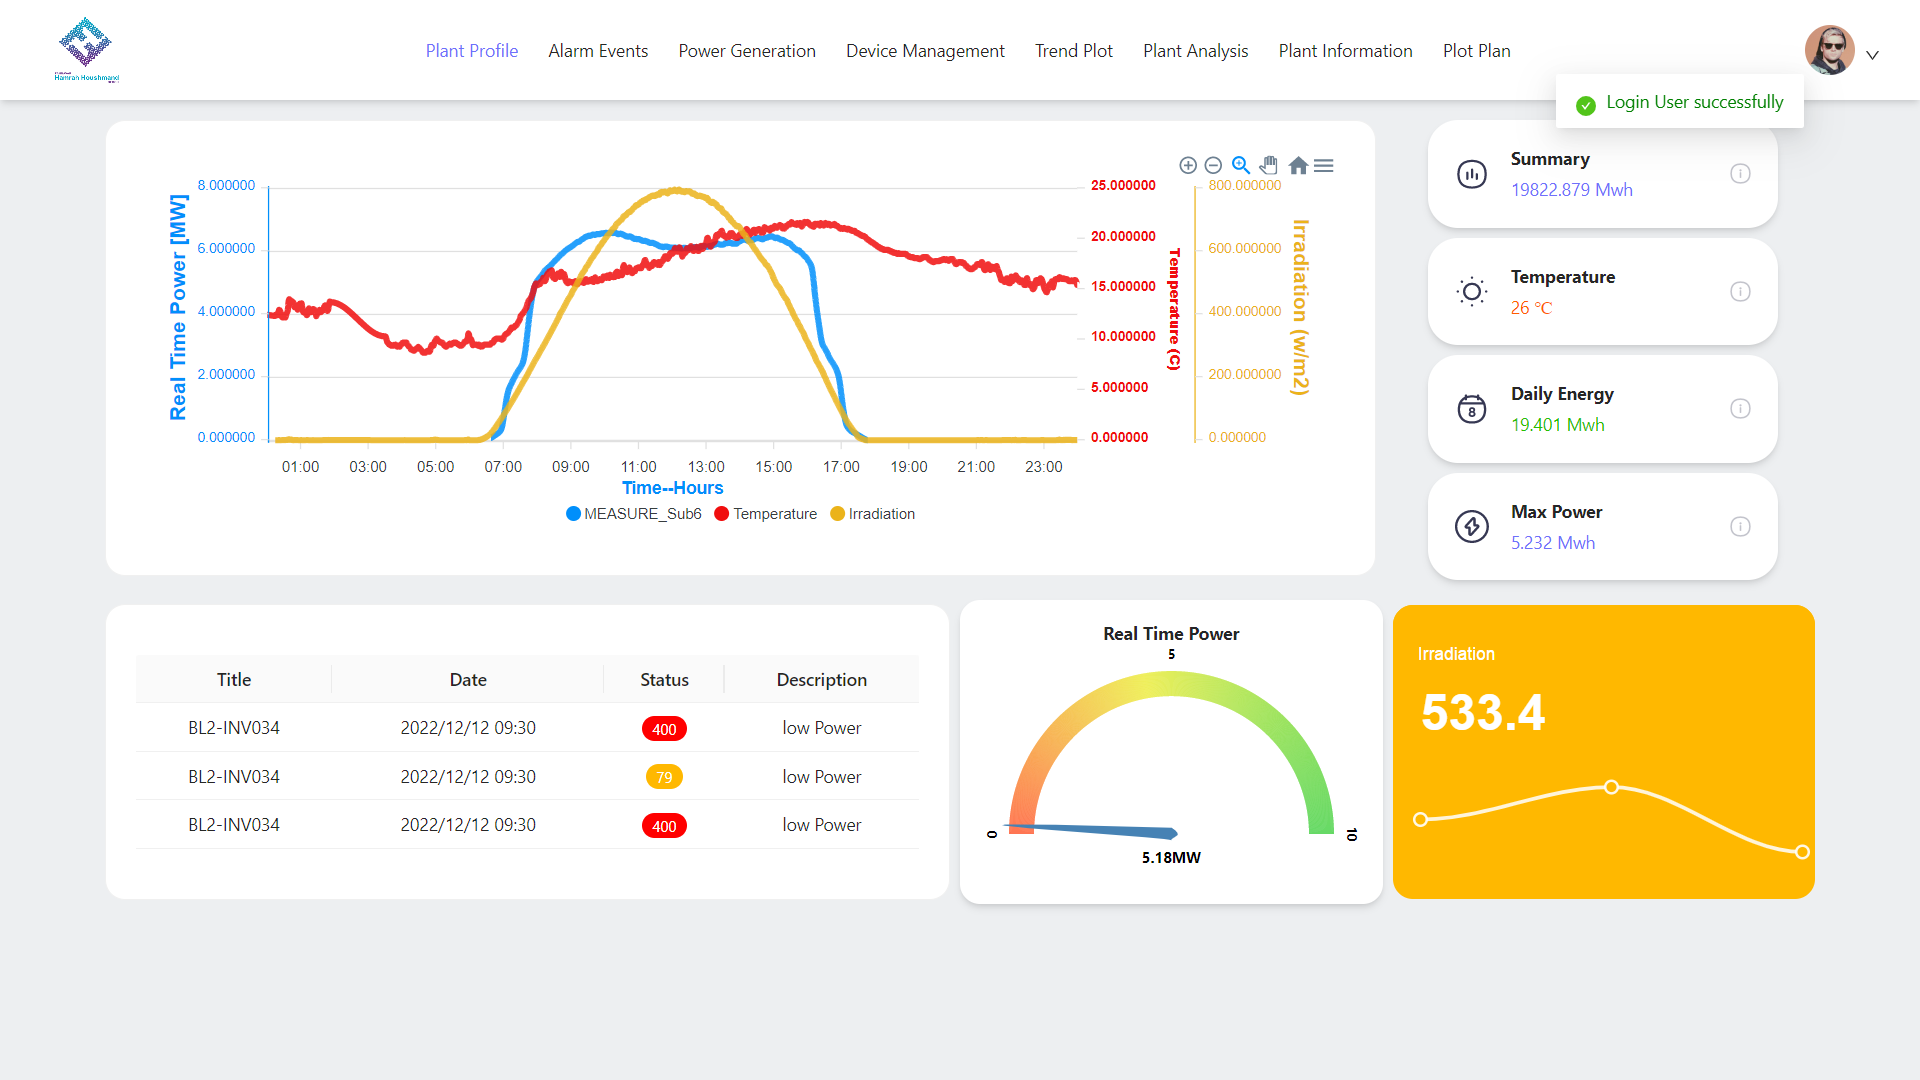 Hamrah Houshmand
Plant Profile
Alarm Events
Power Generation
Device Management
Trend Plot
Plant Analysis
Plant Information
Plot Plan
Login User successfully
Real Time Power [MW]
8.000000
6.000000
4.000000
2.000000
0.000000
25.000000
20.000000
15.000000
10.000000
5.000000
0.000000
Temperature (C)
800.000000
600.000000
400.000000
200.000000
0.000000
Irradiation (w/m2)
01:00 03:00 05:00 07:00 09:00 11:00 13:00 15:00 17:00 19:00 21:00 23:00
Time--Hours
MEASURE_Sub6 Temperature Irradiation
Summary
19822.879 Mwh
Temperature
26 °C
8
Daily Energy
19.401 Mwh
Max Power
5.232 Mwh
Title Date Status Description
BL2-INV034 2022/12/12 09:30 400 low Power
BL2-INV034 2022/12/12 09:30 79 low Power
BL2-INV034 2022/12/12 09:30 400 low Power
Real Time Power
5
0
10
5.18MW
Irradiation
533.4